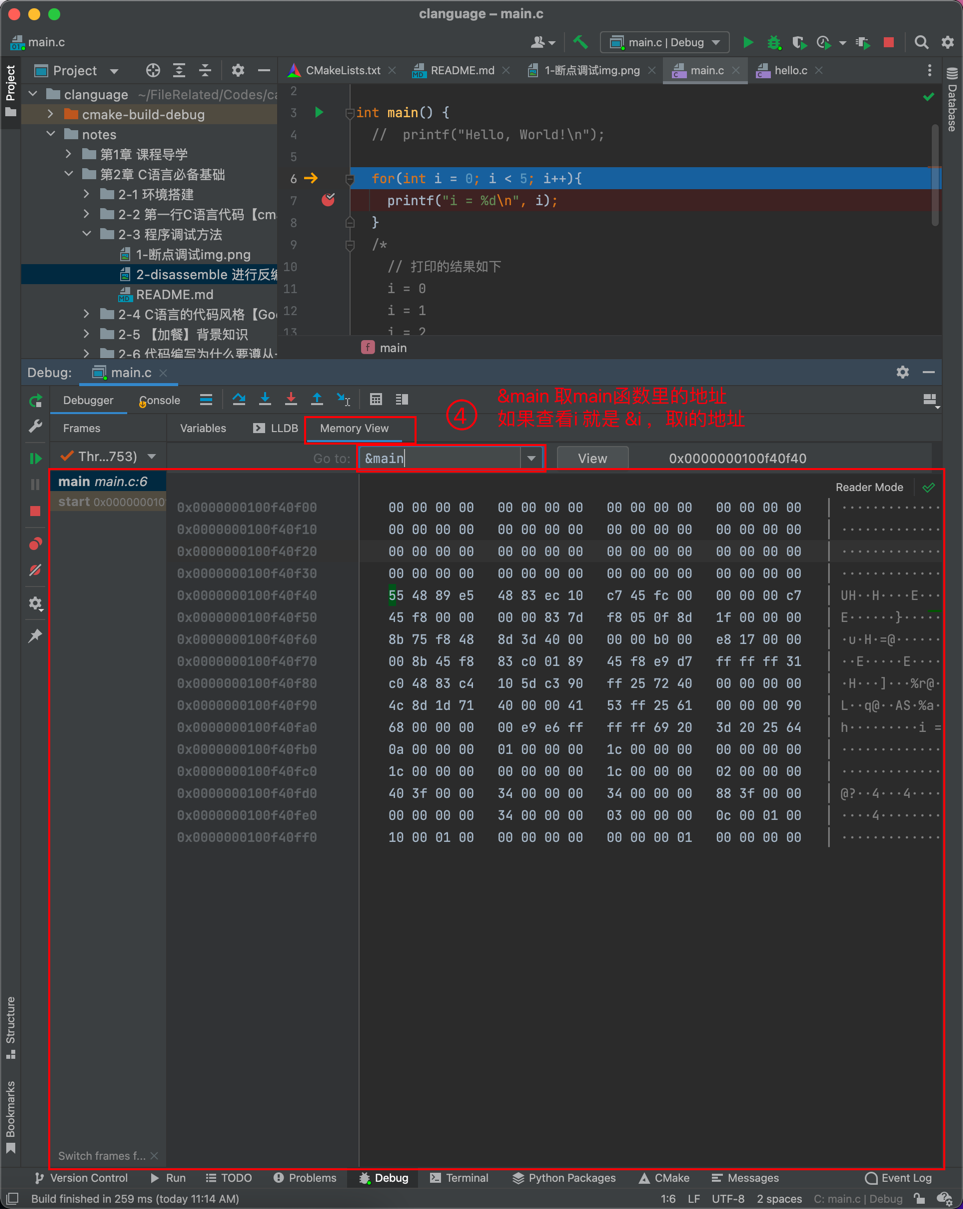 clanguage – main.c
main.c
main.c | Debug
Project
Project
CMakeLists.txt
README.md
1-断点调试img.png
main.c
hello.c
Database
clanguage ~/FileRelated/Codes/ca
cmake-build-debug
notes
第1章 课程导学
第2章 C语言必备基础
2-1 环境搭建
2-2 第一行C语言代码【cm
2-3 程序调试方法
1-断点调试img.png
2-disassemble 进行反编
README.md
2-4 C语言的代码风格【Goo
2-5 【加餐】背景知识
2-6 代码编写为什么要遵从
2
3 int main() {
4 // printf("Hello, World!\n");
5
6 for(int i = 0; i < 5; i++){
7 printf("i = %d\n", i);
8 }
9 /*
10 // 打印的结果如下
11 i = 0
12 i = 1
13 i = 2
f main
Debug: main.c
Debugger
Console
④
&main 取main函数里的地址
如果查看i 就是 &i ，取i的地址
Frames
Variables
LLDB
Memory View
Thr...753)
Go to:
&main
View
0x0000000100f40f40
main main.c:6
start 0x000000010
Reader Mode
0x0000000100f40f00 00 00 00 00 00 00 00 00 00 00 00 00 00 00 00 00 ·············
0x0000000100f40f10 00 00 00 00 00 00 00 00 00 00 00 00 00 00 00 00 ·············
0x0000000100f40f20 00 00 00 00 00 00 00 00 00 00 00 00 00 00 00 00 ·············
0x0000000100f40f30 00 00 00 00 00 00 00 00 00 00 00 00 00 00 00 00 ·············
0x0000000100f40f40 55 48 89 e5 48 83 ec 10 c7 45 fc 00 00 00 00 c7 UH··H····E···
0x0000000100f40f50 45 f8 00 00 00 00 83 7d f8 05 0f 8d 1f 00 00 00 E······}·····
0x0000000100f40f60 8b 75 f8 48 8d 3d 40 00 00 00 b0 00 e8 17 00 00 ·u·H·=@······
0x0000000100f40f70 00 8b 45 f8 83 c0 01 89 45 f8 e9 d7 ff ff ff 31 ··E·····E····
0x0000000100f40f80 c0 48 83 c4 10 5d c3 90 ff 25 72 40 00 00 00 00 ·H···]···%r@·
0x0000000100f40f90 4c 8d 1d 71 40 00 00 41 53 ff 25 61 00 00 00 90 L··q@··AS·%a·
0x0000000100f40fa0 68 00 00 00 00 e9 e6 ff ff ff 69 20 3d 20 25 64 h·········i =
0x0000000100f40fb0 0a 00 00 00 01 00 00 00 1c 00 00 00 00 00 00 00 ·············
0x0000000100f40fc0 1c 00 00 00 00 00 00 00 1c 00 00 00 02 00 00 00 ·············
0x0000000100f40fd0 40 3f 00 00 34 00 00 00 34 00 00 00 88 3f 00 00 @?··4···4····
0x0000000100f40fe0 00 00 00 00 34 00 00 00 03 00 00 00 0c 00 01 00 ····4········
0x0000000100f40ff0 10 00 01 00 00 00 00 00 00 00 00 01 00 00 00 00 ·············
Structure
Bookmarks
Switch frames f...
Version Control
Run
TODO
Problems
Debug
Terminal
Python Packages
CMake
Messages
Event Log
Build finished in 259 ms (today 11:14 AM)
1:6
LF
UTF-8
2 spaces
C: main.c | Debug